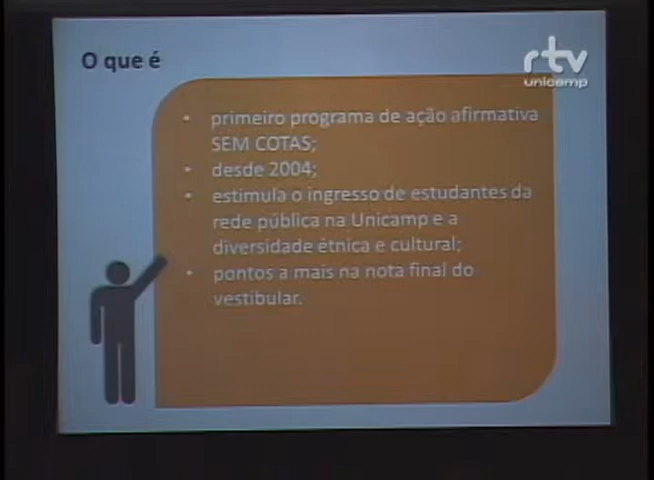 O que é
rtv
unicamp
• primeiro programa de ação afirmativa
SEM COTAS;
• desde 2004;
• estimula o ingresso de estudantes da
rede pública na Unicamp e a
diversidade étnica e cultural;
• pontos a mais na nota final do
vestibular.